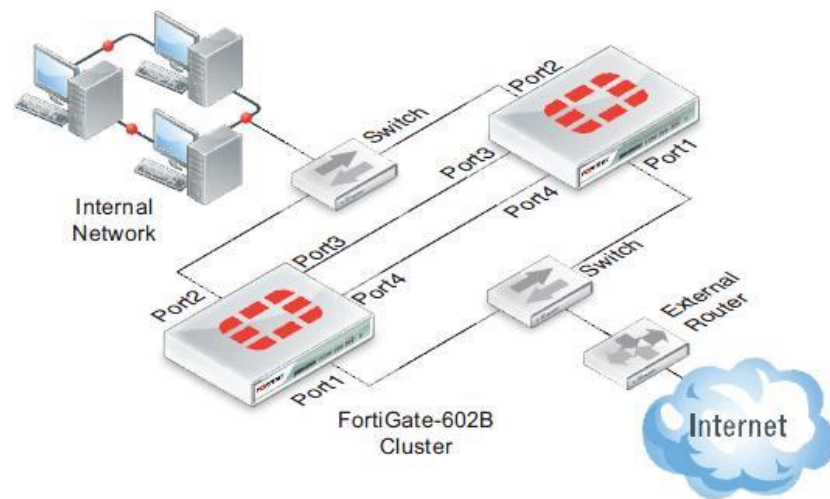 Internal
Network
Switch
Port2
Port3
Port1
Port4
Port3
Port2
Port4
Port1
Switch
External
Router
FortiGate-602B
Cluster
Internet